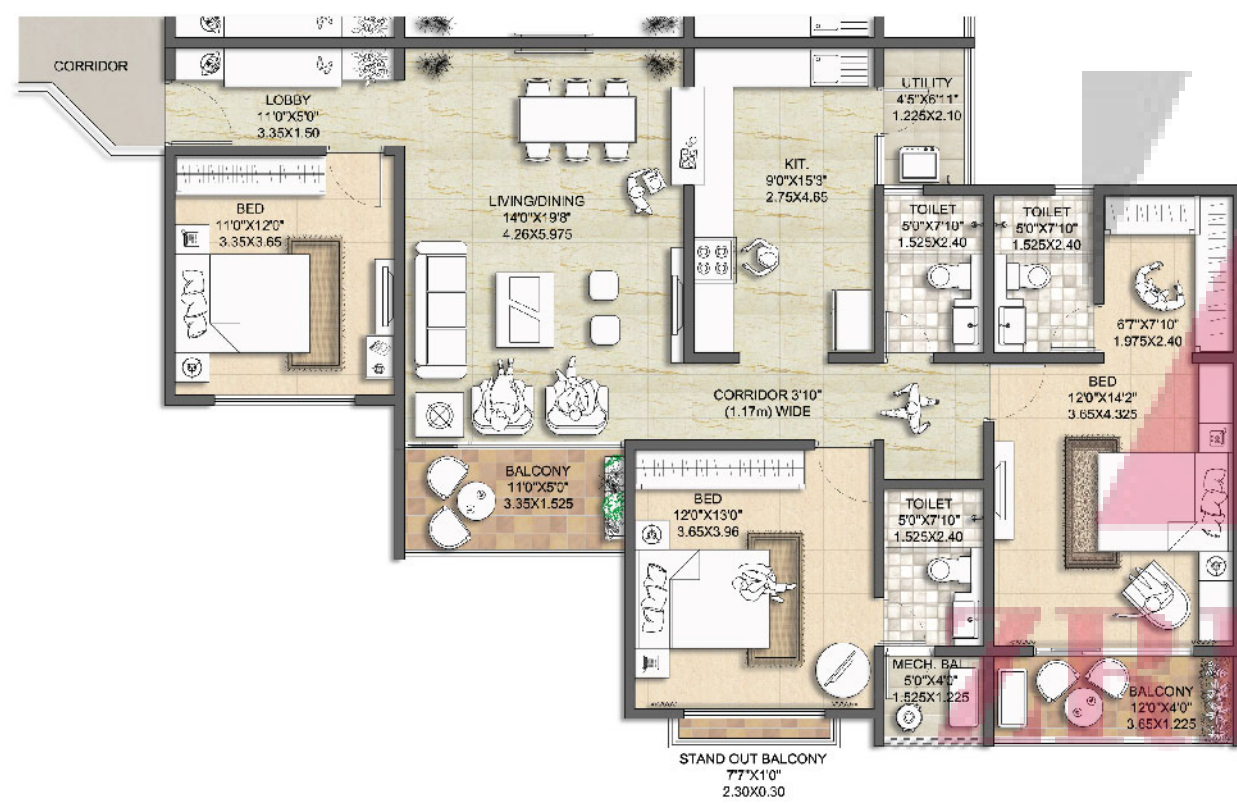 CORRIDOR
LOBBY
11'0"X5'0"
3.35X1.50
UTILITY
4'5"X6'11"
1.225X2.10
KIT.
9'0"X15'3"
2.75X4.65
BED
11'0"X12'0"
3.35X3.65
LIVING/DINING
14'0"X19'8"
4.26X5.975
TOILET
5'0"X7'10"
1.525X2.40
TOILET
5'0"X7'10"
1.525X2.40
6'7"X7'10"
1.975X2.40
CORRIDOR 3'10"
(1.17m) WIDE
BED
12'0"X14'2"
3.65X4.325
BALCONY
11'0"X5'0"
3.35X1.525
BED
12'0"X13'0"
3.65X3.96
TOILET
5'0"X7'10"
1.525X2.40
MECH. BAL
5'0"X4'0"
1.525X1.225
BALCONY
12'0"X4'0"
3.65X1.225
STAND OUT BALCONY
7'7"X1'0"
2.30X0.30